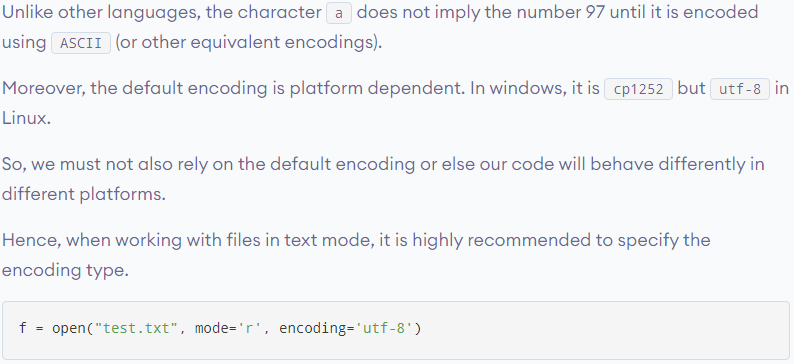 Unlike other languages, the character a does not imply the number 97 until it is encoded
using ASCII (or other equivalent encodings).
Moreover, the default encoding is platform dependent. In windows, it is cp1252 but utf-8 in
Linux.
So, we must not also rely on the default encoding or else our code will behave differently in
different platforms.
Hence, when working with files in text mode, it is highly recommended to specify the
encoding type.
f = open("test.txt", mode='r', encoding='utf-8')